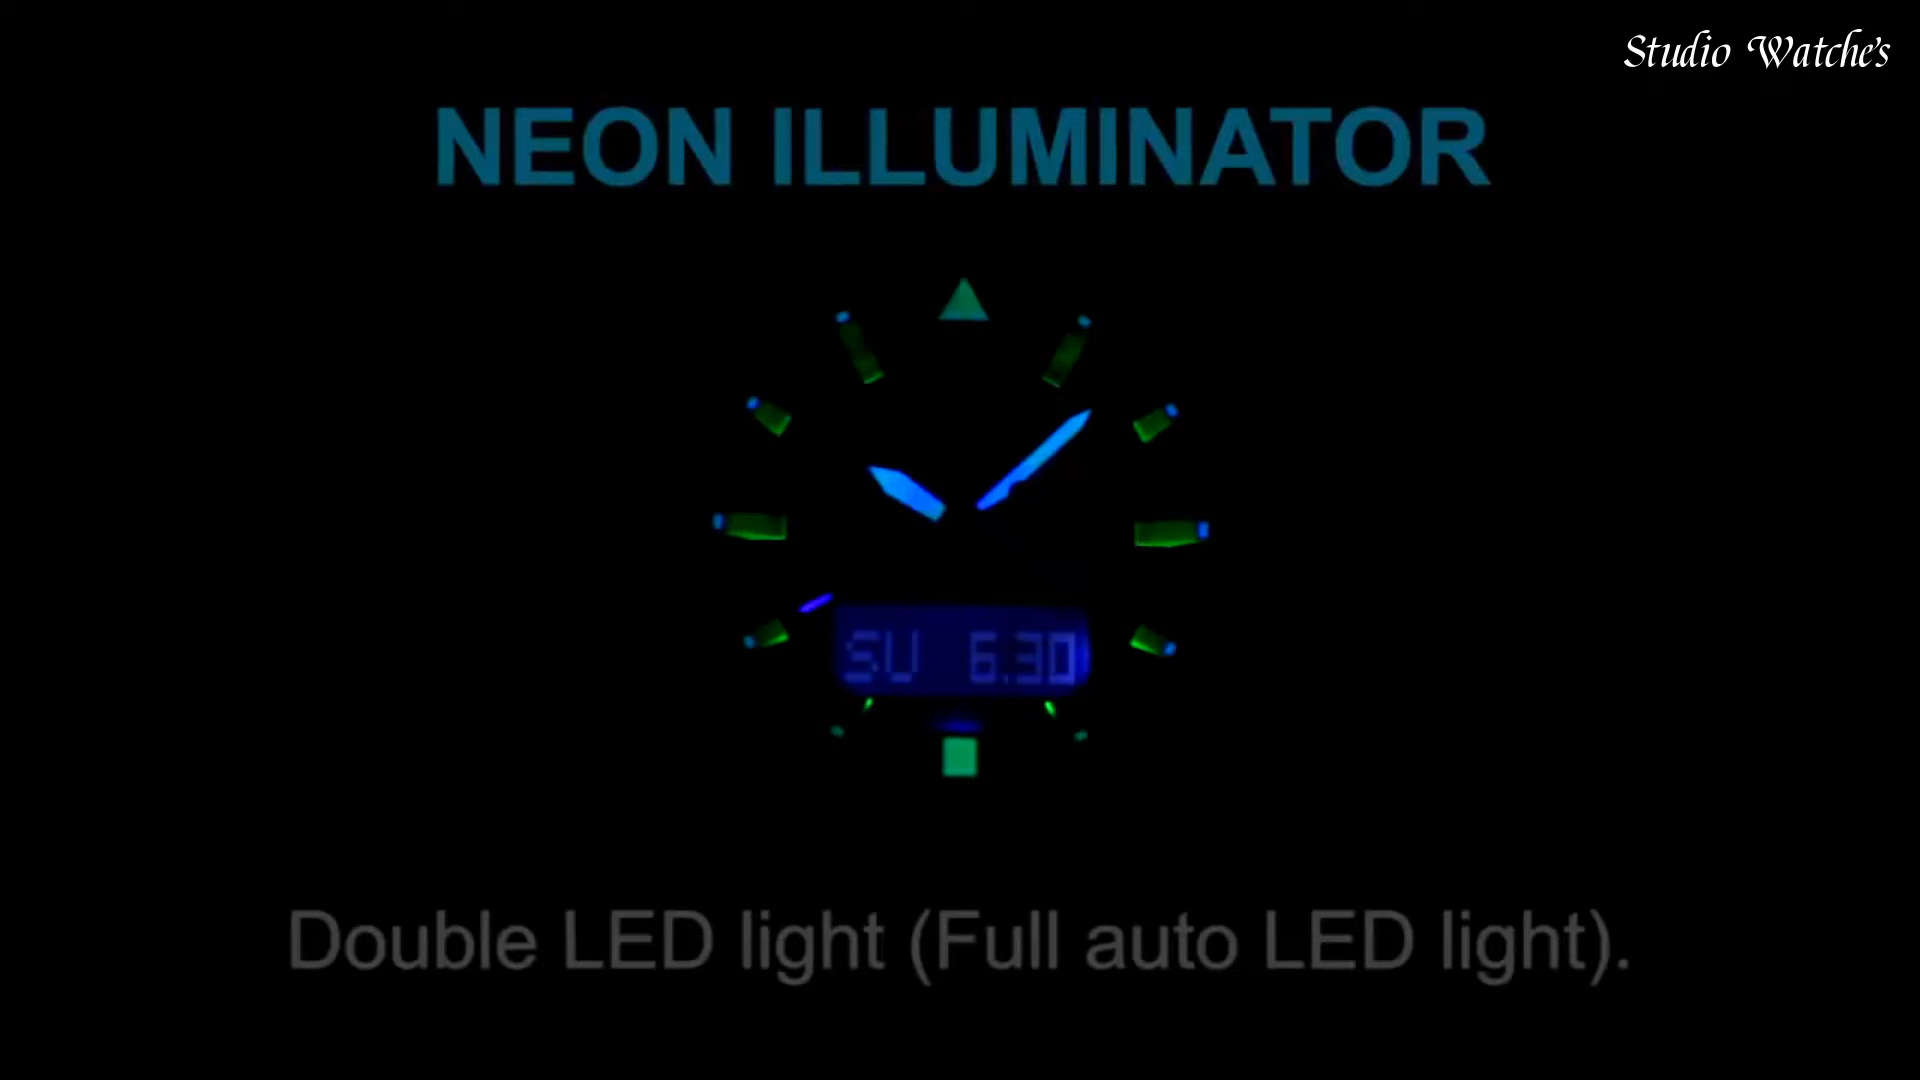 Studio Watche's
NEON ILLUMINATOR
SU 6.30
Double LED light (Full auto LED light).